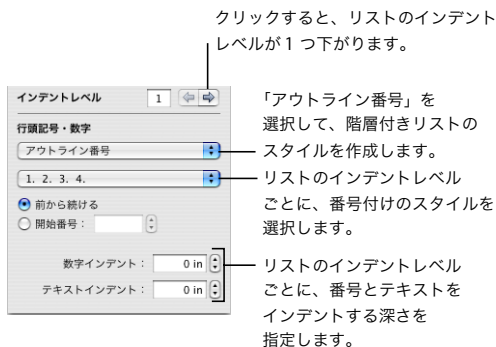 クリックすると、リストのインデント
レベルが 1 つ下がります。
インデントレベル 1
行頭記号・数字
アウトライン番号
1. 2. 3. 4.
前から続ける
開始番号：
数字インデント： 0 in
テキストインデント： 0 in
「アウトライン番号」を
選択して、階層付きリストの
スタイルを作成します。
リストのインデントレベル
ごとに、番号付けのスタイルを
選択します。
リストのインデントレベル
ごとに、番号とテキストを
インデントする深さを
指定します。